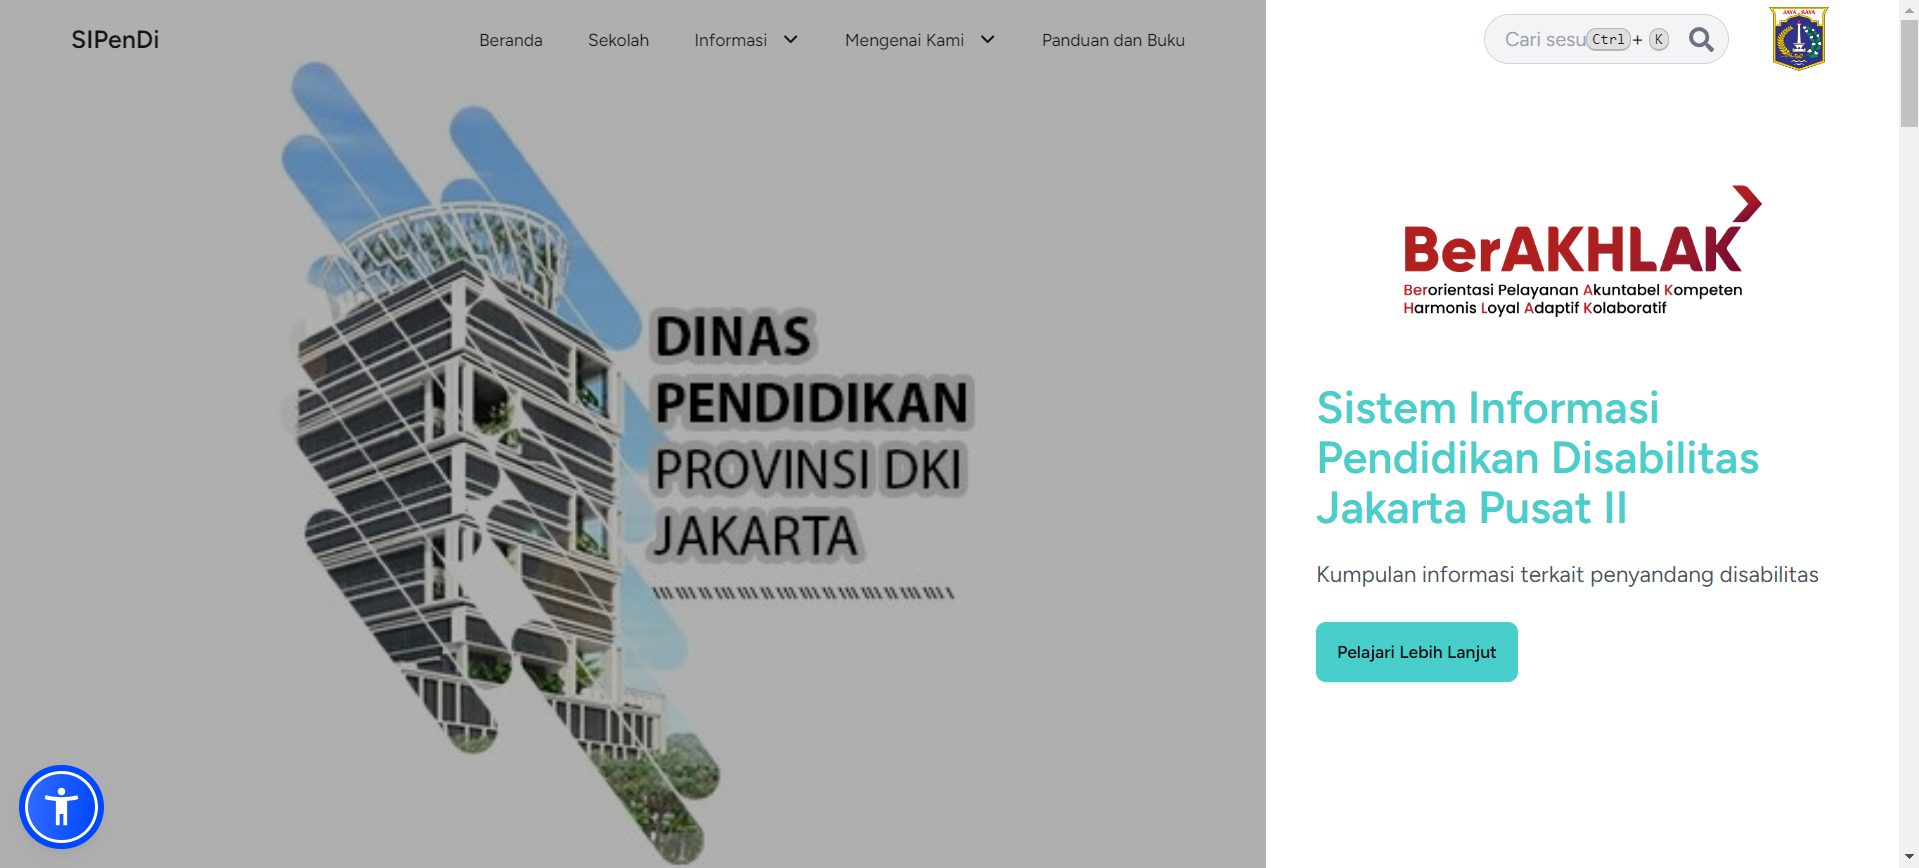 SIPenDi
Beranda
Sekolah
Informasi
Mengenai Kami
Panduan dan Buku
Cari sesu
Ctrl + K
JAYA RAYA
DINAS
PENDIDIKAN
PROVINSI DKI
JAKARTA
BerAKHLAK
Berorientasi Pelayanan Akuntabel Kompeten
Harmonis Loyal Adaptif Kolaboratif
Sistem Informasi
Pendidikan Disabilitas
Jakarta Pusat II
Kumpulan informasi terkait penyandang disabilitas
Pelajari Lebih Lanjut